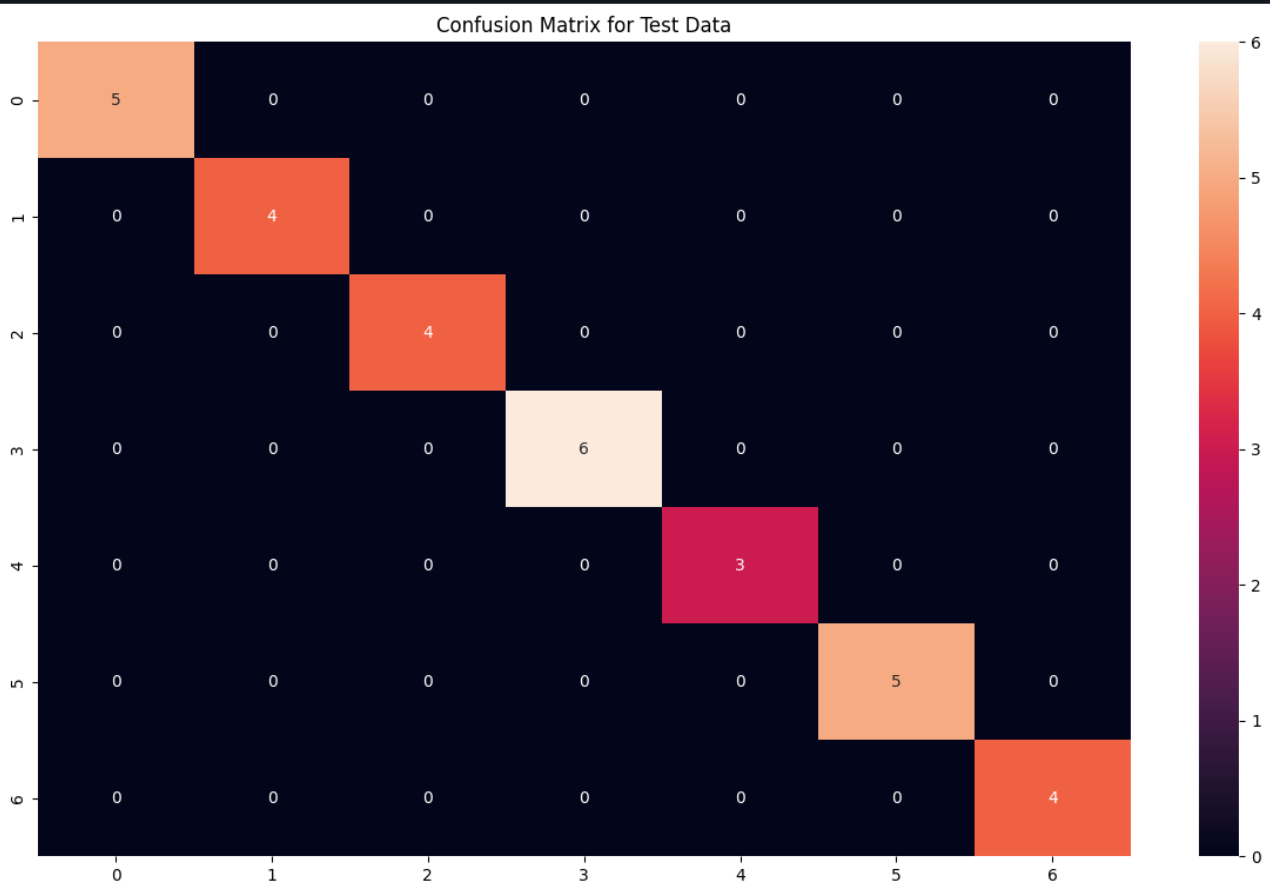 Confusion Matrix for Test Data
0 5 0 0 0 0 0 0
1 0 4 0 0 0 0 0
2 0 0 4 0 0 0 0
3 0 0 0 6 0 0 0
4 0 0 0 0 3 0 0
5 0 0 0 0 0 5 0
6 0 0 0 0 0 0 4
0 1 2 3 4 5 6
6
5
4
3
2
1
0